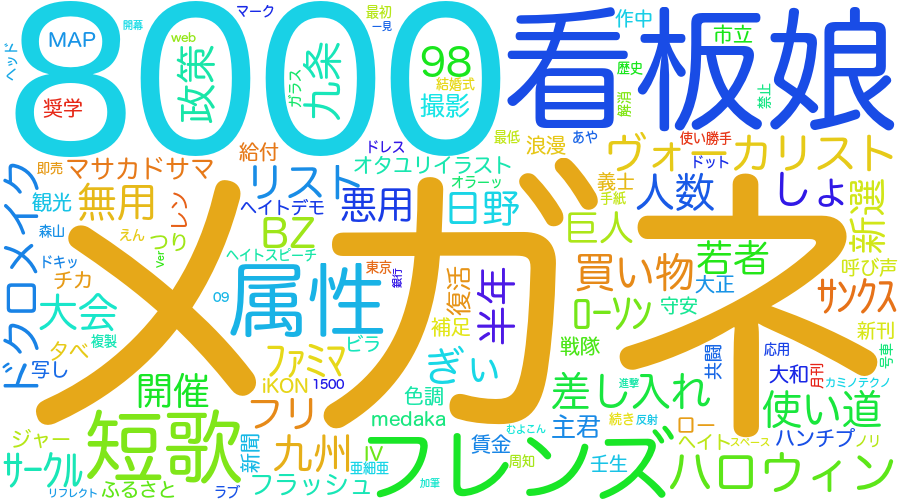 8000
看板娘
メガネ
MAP
web
マーク
最初
一見
開幕
ヘッド
奨学
政策
ガラス
九条
98
結婚式
撮影
作中
市立
歴史
解消
禁止
ドレス
最低
あや
使い勝手
浪漫
ヴォーカリスト
ドット
即売
マサカドサマ
給付
オタユリイラスト
オラーッ
義士
手紙
人数
しょ
新選
ドクロメイク
観光
無用
レン
リスト
ヘイトデモ
悪用
日野
巨人
若者
呼び声
森山
えん
つり
Ver
BZ
ヘイトスピーチ
ドキッ
チカ
09
属性
東京
銀行
復活
半年
買い物
大正
サンクス
大会
複製
補足
ローソン
守安
新刊
号車
夕べ
写し
ファミマ
ビラ
ぎぃ
戦隊
共闘
応用
大和
月刊
カミノテクノ
開催
iKON
1500
色調
差し入れ
進撃
使い道
短歌
フリ
medaka
主君
続き
反射
ロー
ヘイト
スペース
ハンチプ
ノリ
ジャー
新聞
九州
IV
賃金
むよこん
周知
サークル
亜細亜
フレンズ
壬生
ハロウィン
リフレクト
ふるさと
ラブ
フラッシュ
加筆